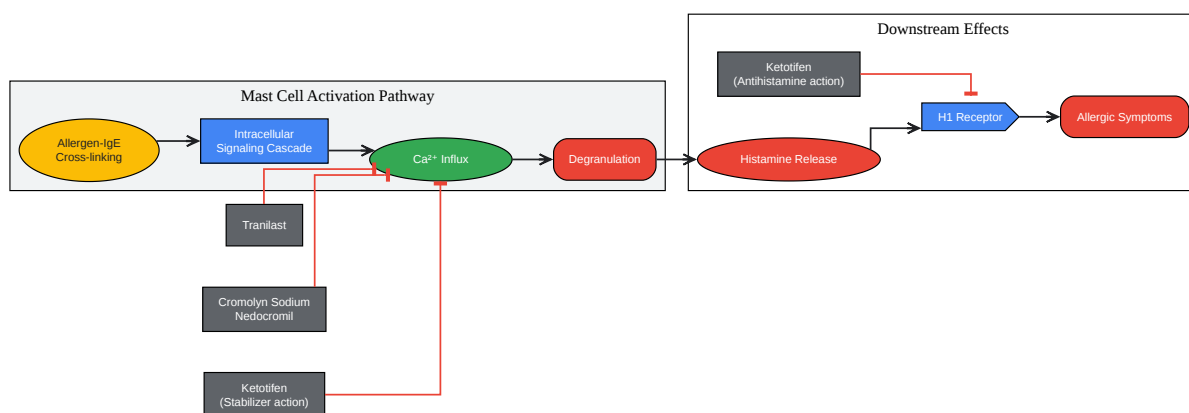 Downstream Effects
Ketotifen
(Antihistamine action)
Mast Cell Activation Pathway
Allergen-IgE
Cross-linking
Intracellular
Signaling Cascade
Ca²⁺ Influx
Degranulation
Histamine Release
H1 Receptor
Allergic Symptoms
Tranilast
Cromolyn Sodium
Nedocromil
Ketotifen
(Stabilizer action)